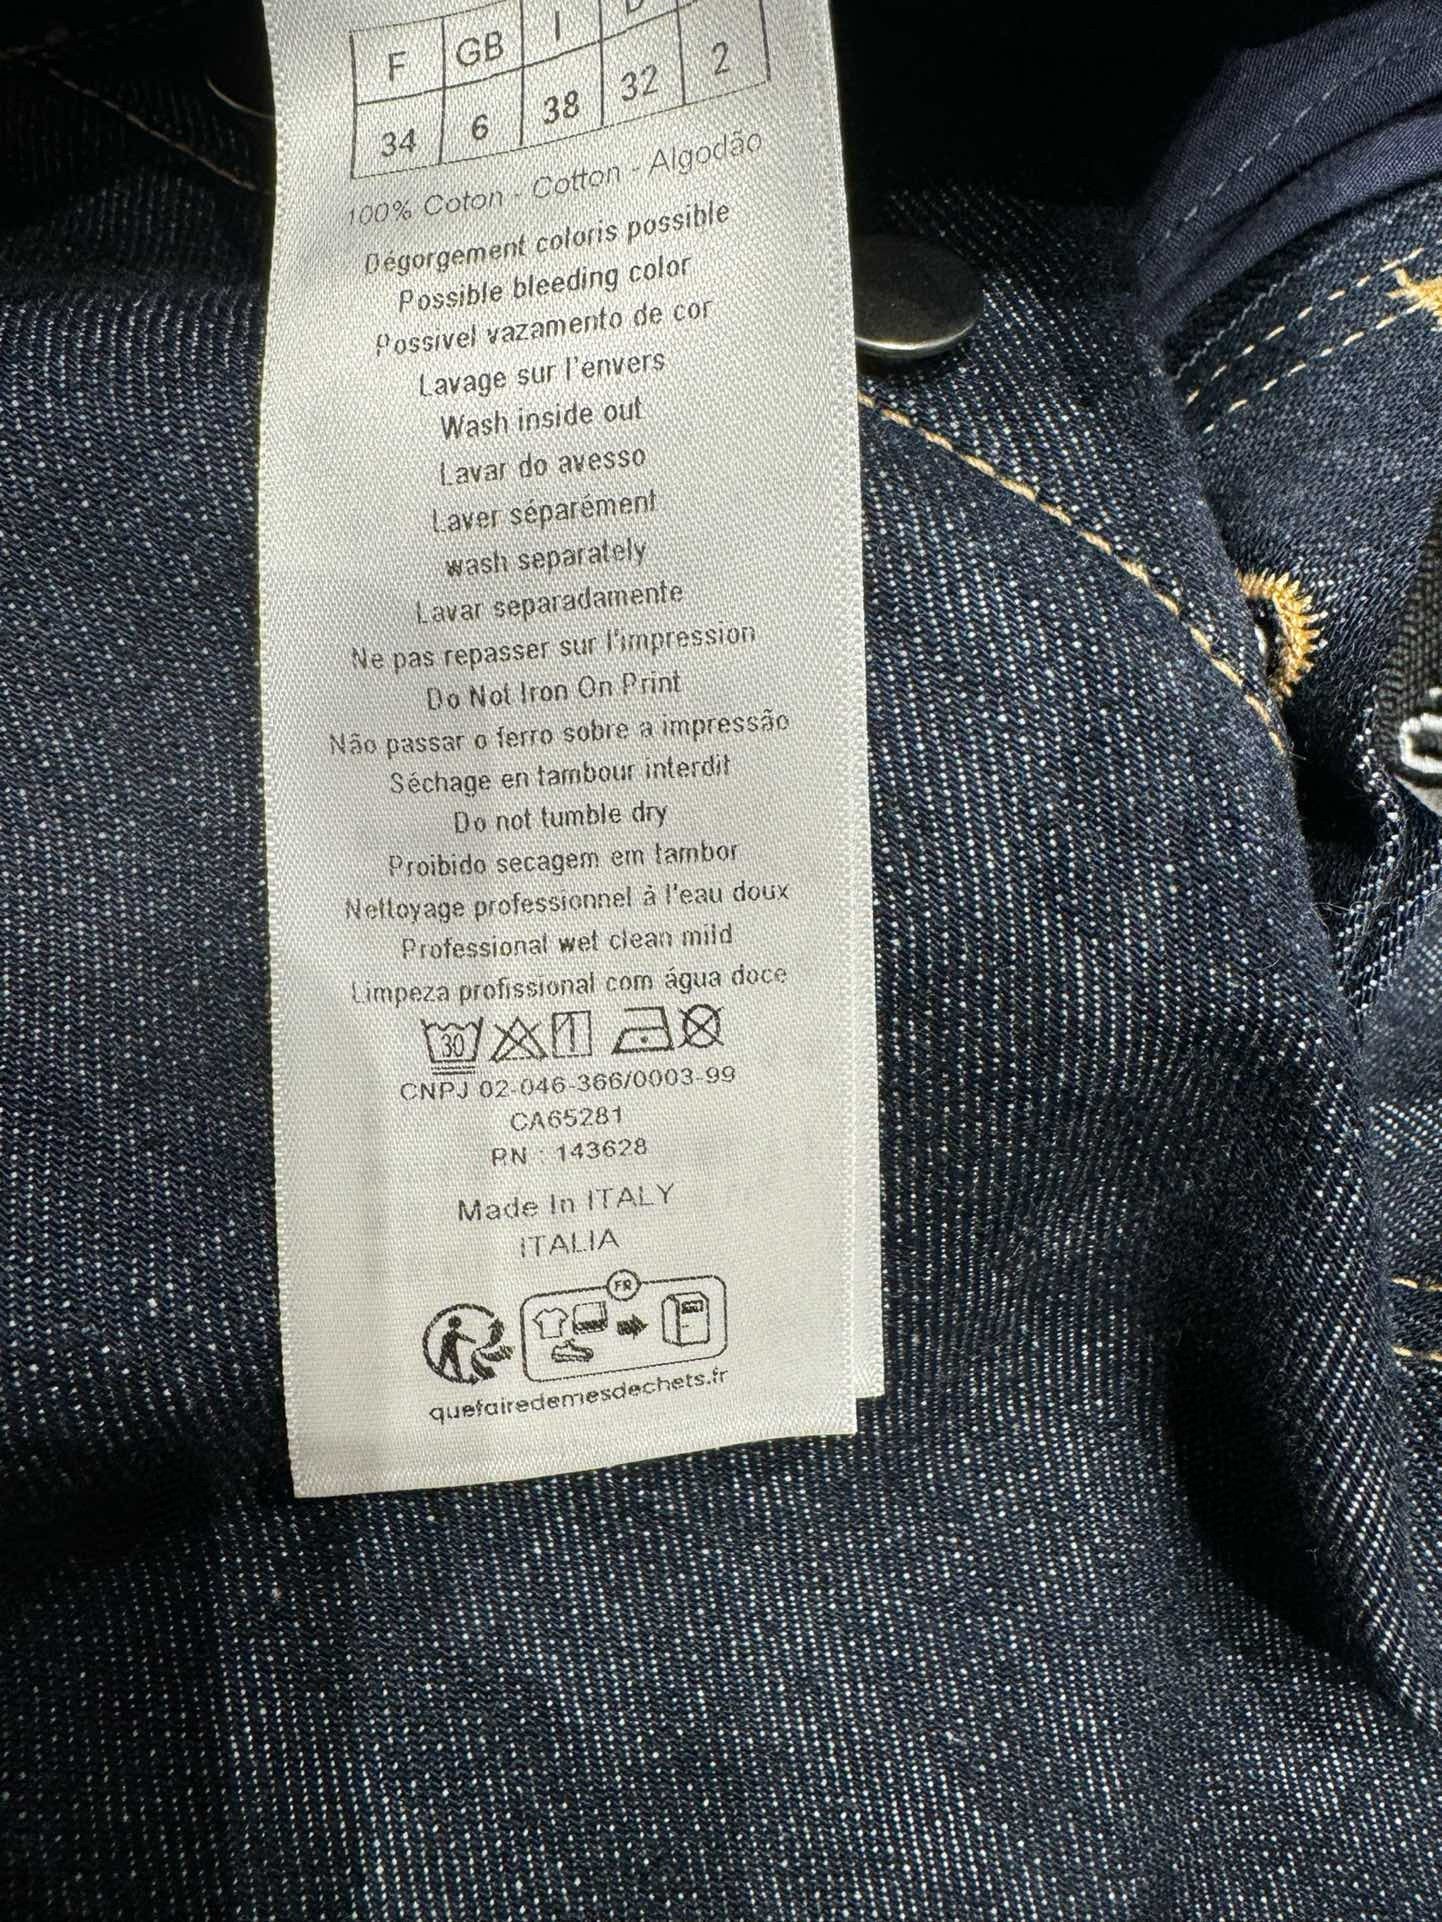 F GB I D
34 6 38 32 2
100% Coton - Cotton - Algodão
Dégorgement coloris possible
Possible bleeding color
Possivel vazamento de cor
Lavage sur l'envers
Wash inside out
Lavar do avesso
Laver séparément
wash separately
Lavar separadamente
Ne pas repasser sur l'impression
Do Not Iron On Print
Não passar o ferro sobre a impressão
Séchage en tambour interdit
Do not tumble dry
Proibido secagem em tambor
Nettoyage professionnel à l'eau doux
Professional wet clean mild
Limpeza profissional com água doce
30
CNPJ 02-046-366/0003-99
CA65281
RN : 143628
Made In ITALY
ITALIA
FR
quefairedemesdechets.fr